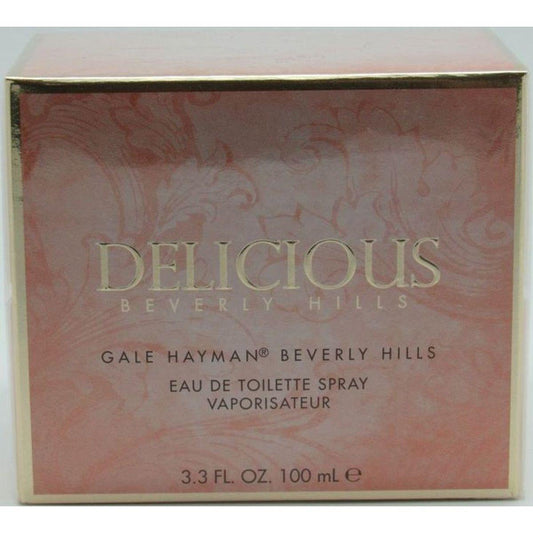 DELICIOUS
BEVERLY HILLS
GALE HAYMAN® BEVERLY HILLS
EAU DE TOILETTE SPRAY
VAPORISATEUR
3.3 FL. OZ. 100 mL ℮